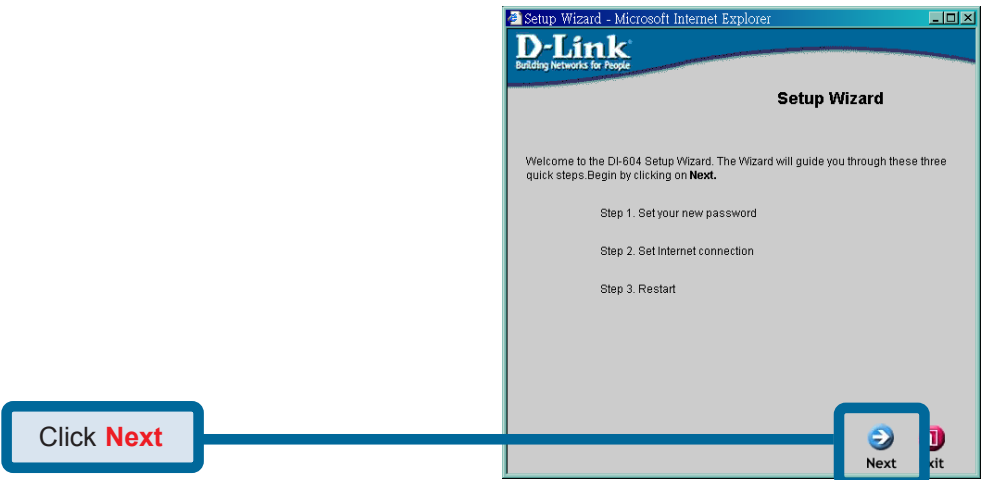 Setup Wizard - Microsoft Internet Explorer
D-Link
Building Networks for People
Setup Wizard
Welcome to the DI-604 Setup Wizard. The Wizard will guide you through these three
quick steps.Begin by clicking on Next.
Step 1. Set your new password
Step 2. Set Internet connection
Step 3. Restart
Click Next
Next xit